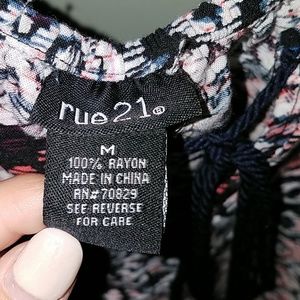 rue21®
M
100% RAYON
MADE IN CHINA
RN#70829
SEE REVERSE
FOR CARE